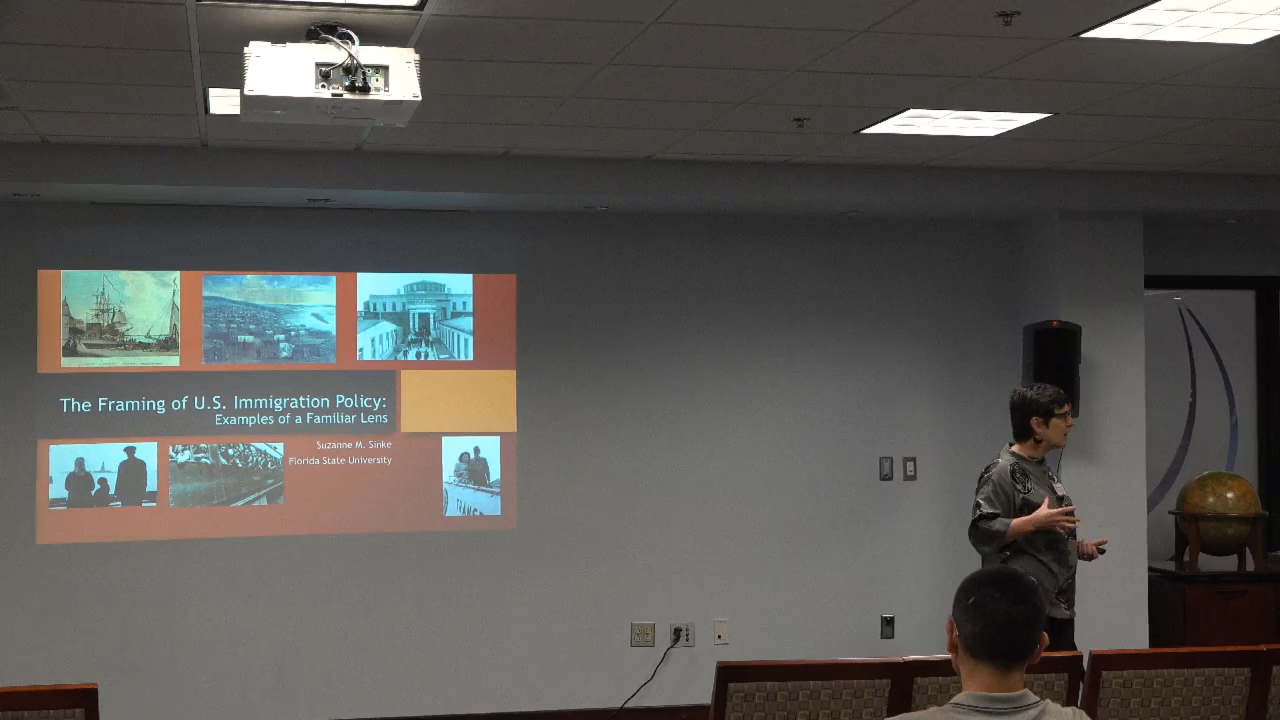 The Framing of U.S. Immigration Policy:
Examples of a Familiar Lens
Suzanne M. Sinke
Florida State University